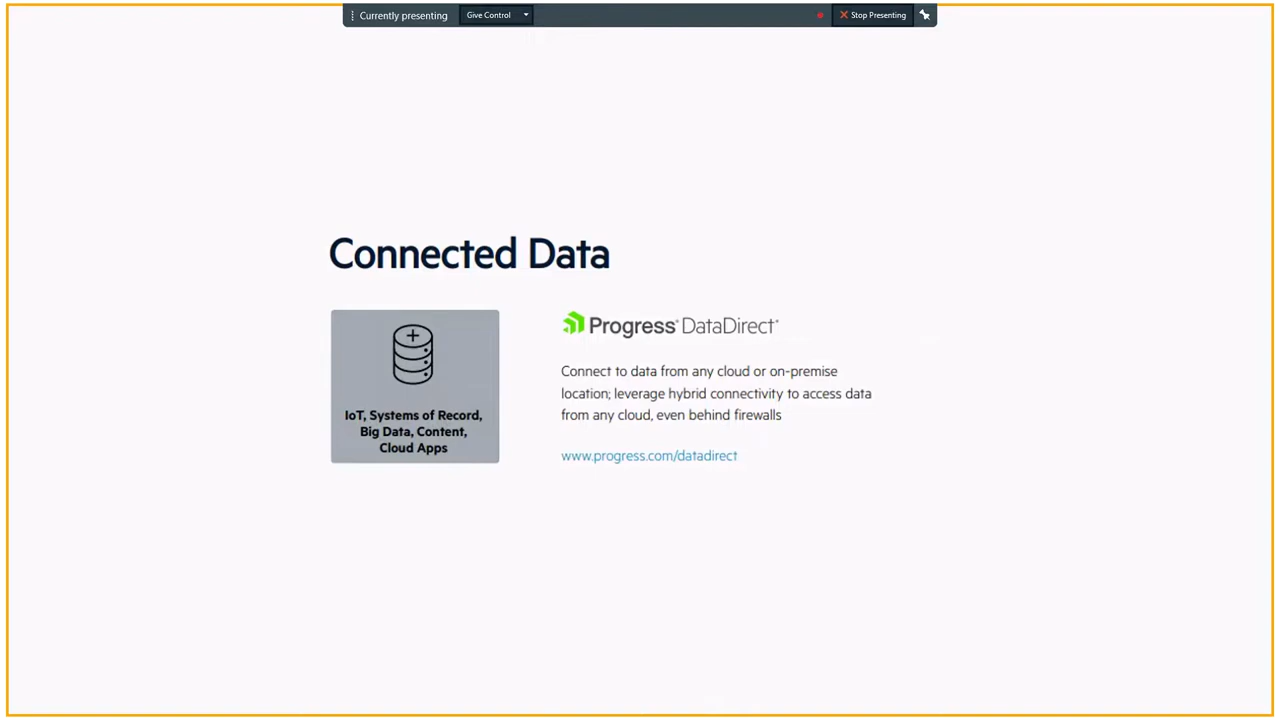 Currently presenting
Give Control
Stop Presenting
Connected Data
Progress® DataDirect®
IoT, Systems of Record,
Big Data, Content,
Cloud Apps
Connect to data from any cloud or on-premise
location; leverage hybrid connectivity to access data
from any cloud, even behind firewalls
www.progress.com/datadirect